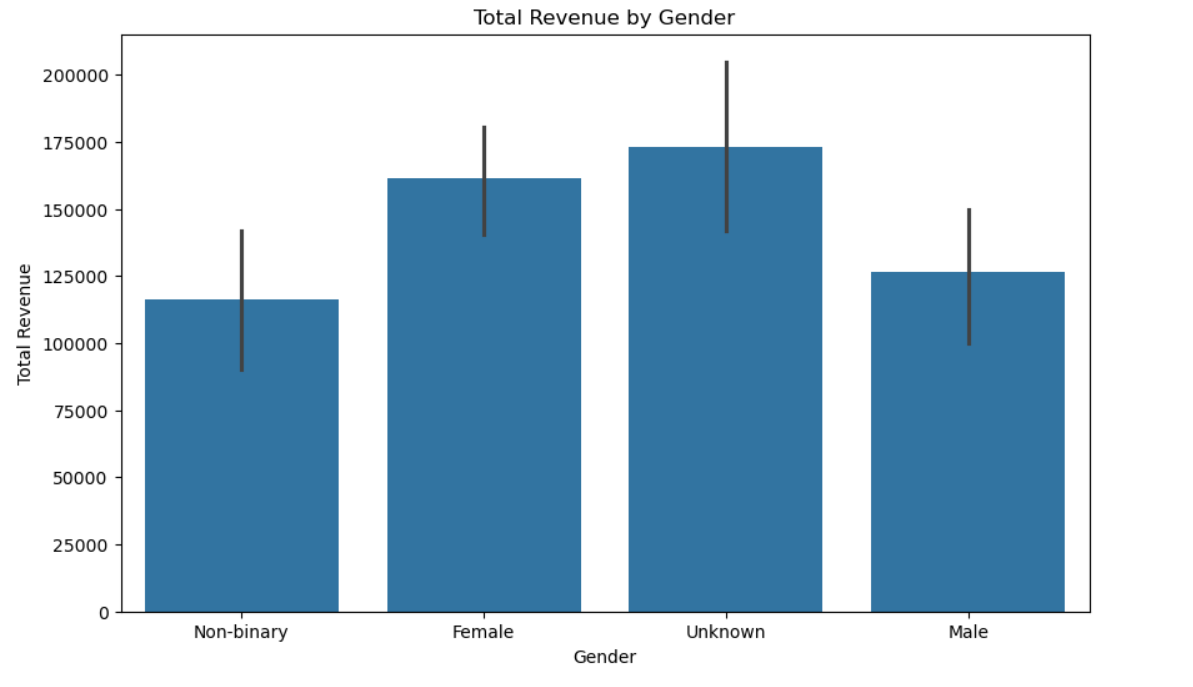 Total Revenue by Gender
Total Revenue
200000
175000
150000
125000
100000
75000
50000
25000
0
Non-binary Female Unknown Male
Gender